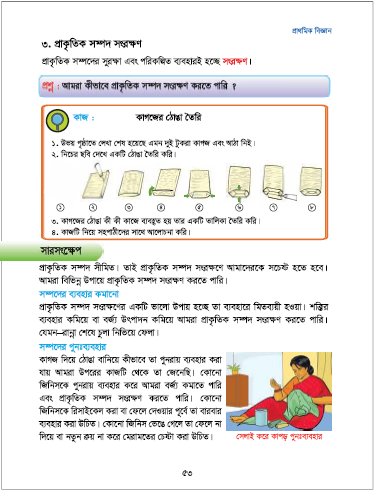 প্রাথমিক বিজ্ঞান
৩. প্রাকৃতিক সম্পদ সংরক্ষণ
প্রাকৃতিক সম্পদের সুরক্ষা এবং পরিকল্পিত ব্যবহারই হচ্ছে সংরক্ষণ।
প্রশ্ন : আমরা কীভাবে প্রাকৃতিক সম্পদ সংরক্ষণ করতে পারি ?
কাজ : কাগজের ঠোঙা তৈরি
১. উভয় পৃষ্ঠাতে লেখা শেষ হয়েছে এমন দুই টুকরা কাগজ এবং আঠা নিই।
২. নিচের ছবি দেখে একটি ঠোঙা তৈরি করি।
১ ২ ৩ ৪ ৫ ৬ ৭ ৮
৩. কাগজের ঠোঙা কী কী কাজে ব্যবহৃত হয় তার একটি তালিকা তৈরি করি।
৪. কাজটি নিয়ে সহপাঠীদের সাথে আলোচনা করি।
সারসংক্ষেপ
প্রাকৃতিক সম্পদ সীমিত। তাই প্রাকৃতিক সম্পদ সংরক্ষণে আমাদেরকে সচেষ্ট হতে হবে।
আমরা বিভিন্ন উপায়ে প্রাকৃতিক সম্পদ সংরক্ষণ করতে পারি।
সম্পদের ব্যবহার কমানো
প্রাকৃতিক সম্পদ সংরক্ষণের একটি ভালো উপায় হচ্ছে তা ব্যবহারে মিতব্যয়ী হওয়া। শক্তির
ব্যবহার কমিয়ে বা বর্জ্য উৎপাদন কমিয়ে আমরা প্রাকৃতিক সম্পদ সংরক্ষণ করতে পারি।
যেমন–রান্না শেষে চুলা নিভিয়ে ফেলা।
সম্পদের পুনঃব্যবহার
কাগজ দিয়ে ঠোঙা বানিয়ে কীভাবে তা পুনরায় ব্যবহার করা
যায় আমরা উপরের কাজটি থেকে তা জেনেছি। কোনো
জিনিসকে পুনরায় ব্যবহার করে আমরা বর্জ্য কমাতে পারি
এবং প্রাকৃতিক সম্পদ সংরক্ষণ করতে পারি। কোনো
জিনিসকে রিসাইকেল করা বা ফেলে দেওয়ার পূর্বে তা বারবার
ব্যবহার করা উচিত। কোনো জিনিস ভেঙে গেলে তা ফেলে না
দিয়ে বা নতুন ক্রয় না করে মেরামতের চেষ্টা করা উচিত।
সেলাই করে কাপড় পুনঃব্যবহার
৫৩